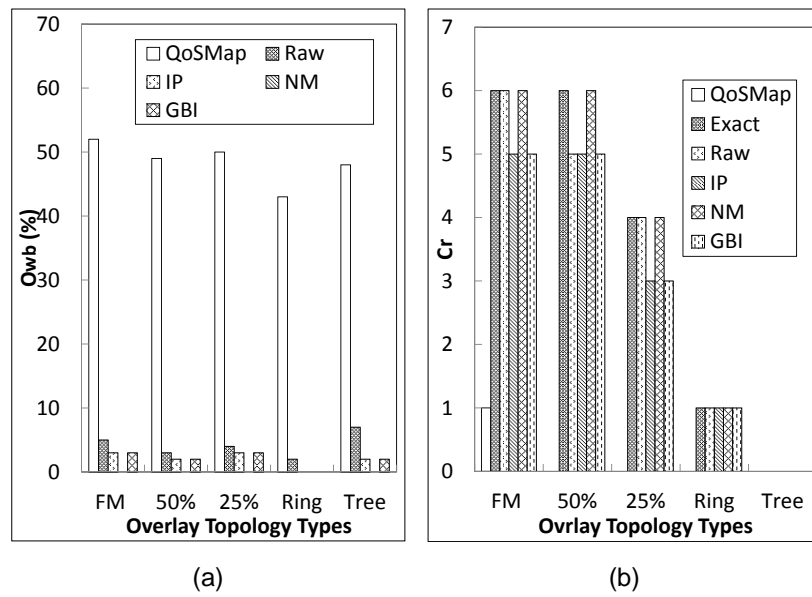 70
60
50
40
30
20
10
0
Owb (%)
QoSMap
Raw
IP
NM
GBI
FM 50% 25% Ring Tree
Overlay Topology Types
(a)
7
6
5
4
3
2
1
0
Cr
QoSMap
Exact
Raw
IP
NM
GBI
FM 50% 25% Ring Tree
Ovrlay Topology Types
(b)